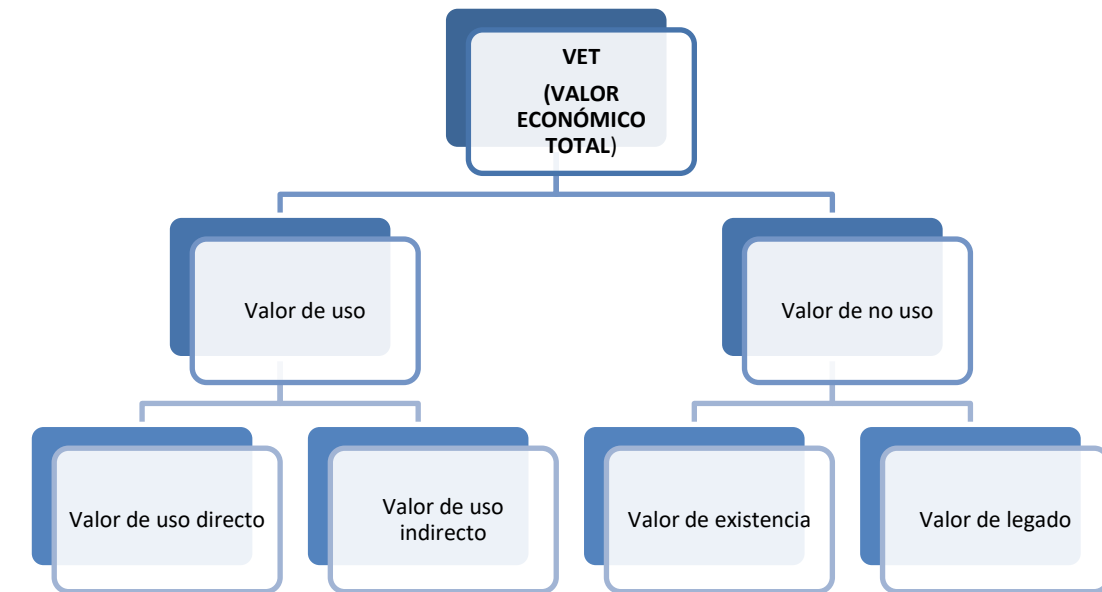 VET
(VALOR
ECONÓMICO
TOTAL)
Valor de uso
Valor de no uso
Valor de uso directo
Valor de uso
indirecto
Valor de existencia
Valor de legado